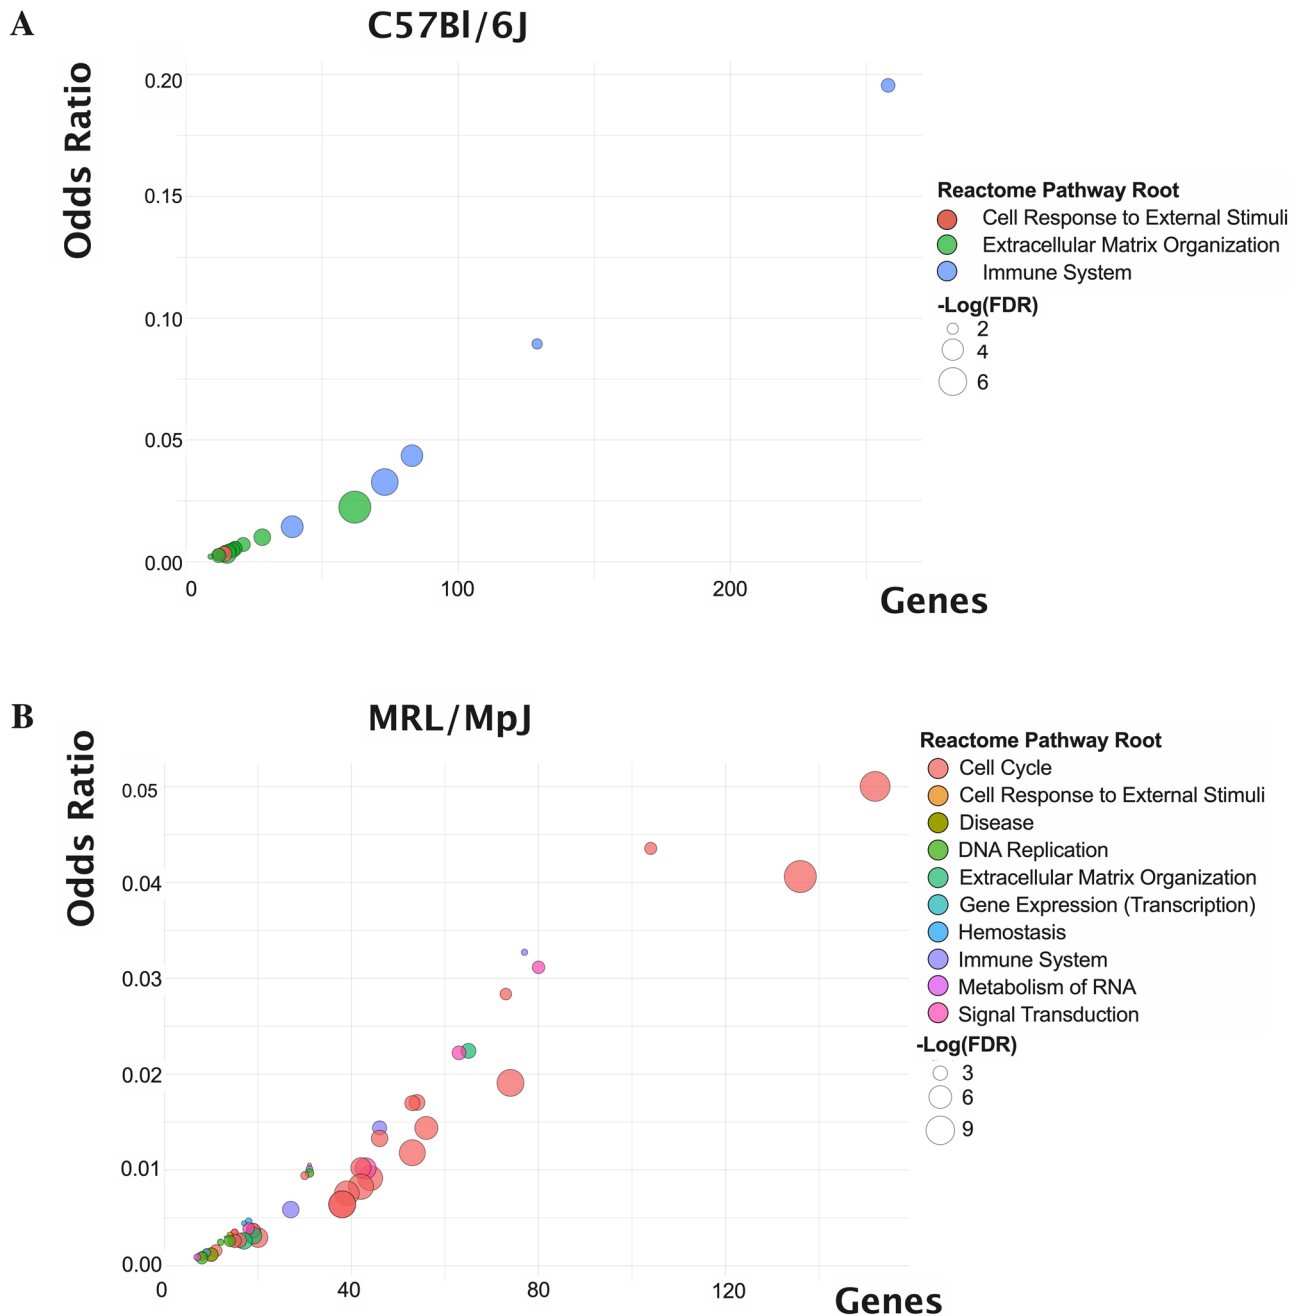 A
C57Bl/6J
Odds Ratio
0.20
0.15
0.10
0.05
0.00
0
100
200
Genes
Reactome Pathway Root
Cell Response to External Stimuli
Extracellular Matrix Organization
Immune System
-Log(FDR)
2
4
6
B
MRL/MpJ
Odds Ratio
0.05
0.04
0.03
0.02
0.01
0.00
0
40
80
120
Genes
Reactome Pathway Root
Cell Cycle
Cell Response to External Stimuli
Disease
DNA Replication
Extracellular Matrix Organization
Gene Expression (Transcription)
Hemostasis
Immune System
Metabolism of RNA
Signal Transduction
-Log(FDR)
3
6
9